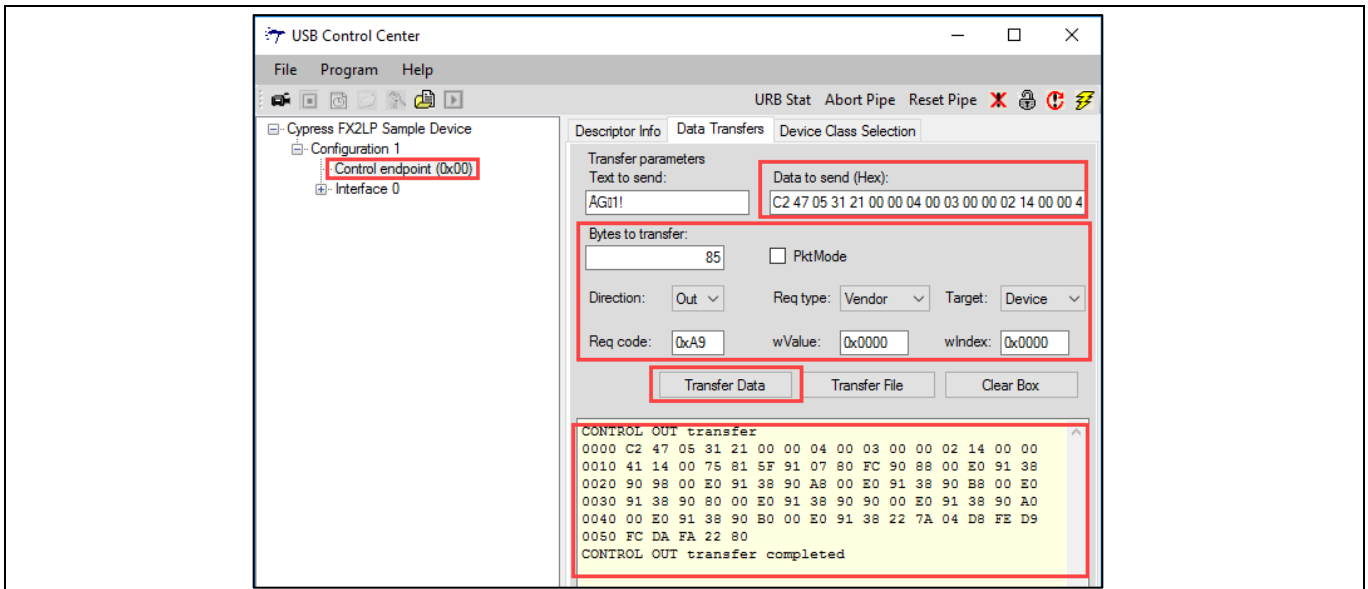 USB Control Center
File Program Help
URB Stat Abort Pipe Reset Pipe
Cypress FX2LP Sample Device
Configuration 1
Control endpoint (0x00)
Interface 0
Descriptor Info Data Transfers Device Class Selection
Transfer parameters
Text to send: Data to send (Hex):
C2 47 05 31 21 00 00 04 00 03 00 00 02 14 00 00 4
Bytes to transfer:
85 PktMode
Direction: Out Req type: Vendor Target: Device
Req code: 0xA9 wValue: 0x0000 wIndex: 0x0000
Transfer Data Transfer File Clear Box
CONTROL OUT transfer
0000 C2 47 05 31 21 00 00 04 00 03 00 00 02 14 00 00
0010 41 14 00 75 81 5F 91 07 80 FC 90 88 00 E0 91 38
0020 90 98 00 E0 91 38 90 A8 00 E0 91 38 90 B8 00 E0
0030 91 38 90 80 00 E0 91 38 90 90 00 E0 91 38 90 A0
0040 00 E0 91 38 90 B0 00 E0 91 38 22 7A 04 D8 FE D9
0050 FC DA FA 22 80
CONTROL OUT transfer completed